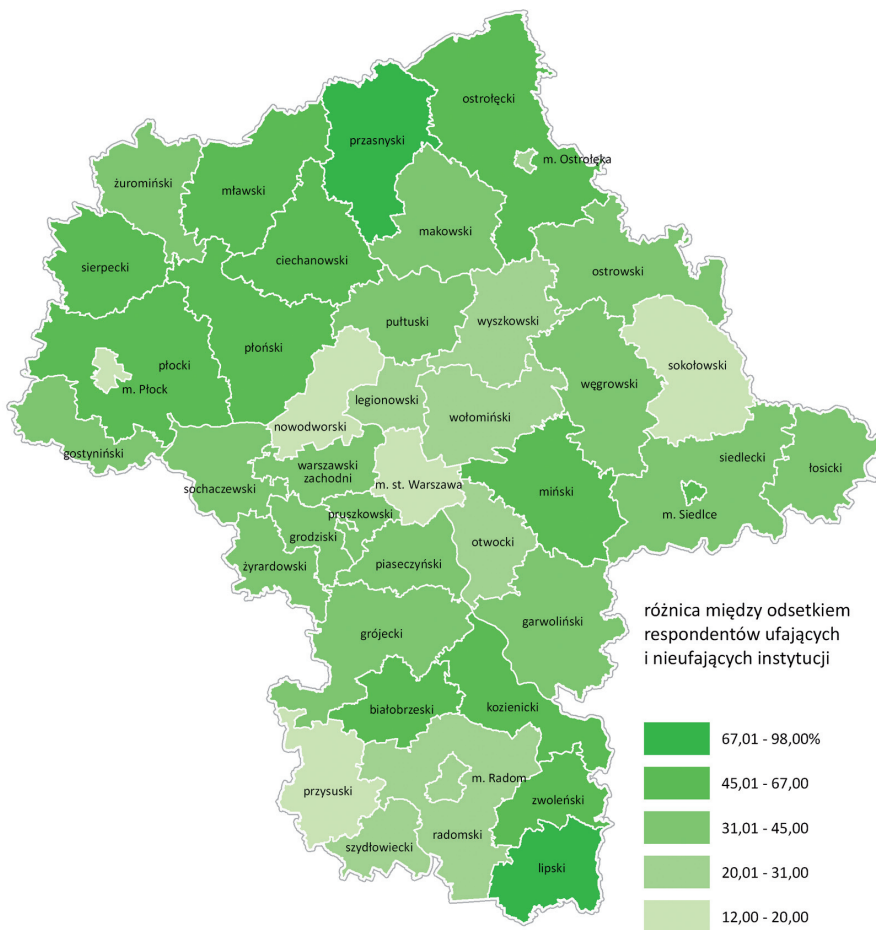 ostrołęcki
przasnyski
m. Ostrołęka
żuromiński
mławski
makowski
ciechanowski
sierpecki
ostrowski
pułtuski
wyszkowski
płoński
płocki
sokołowski
węgrowski
m. Płock
legionowski
wołomiński
nowodworski
gostyniński
siedlecki
łosicki
warszawski
zachodni
m. st. Warszawa
sochaczewski
miński
pruszkowski
m. Siedlce
grodziski
otwocki
żyrardowski
piaseczyński
garwoliński
grójecki
różnica między odsetkiem
respondentów ufających
i nieufających instytucji
białobrzeski
kozienicki
67,01 - 98,00%
m. Radom
45,01 - 67,00
przysuski
zwoleński
31,01 - 45,00
radomski
szydłowiecki
lipski
20,01 - 31,00
12,00 - 20,00